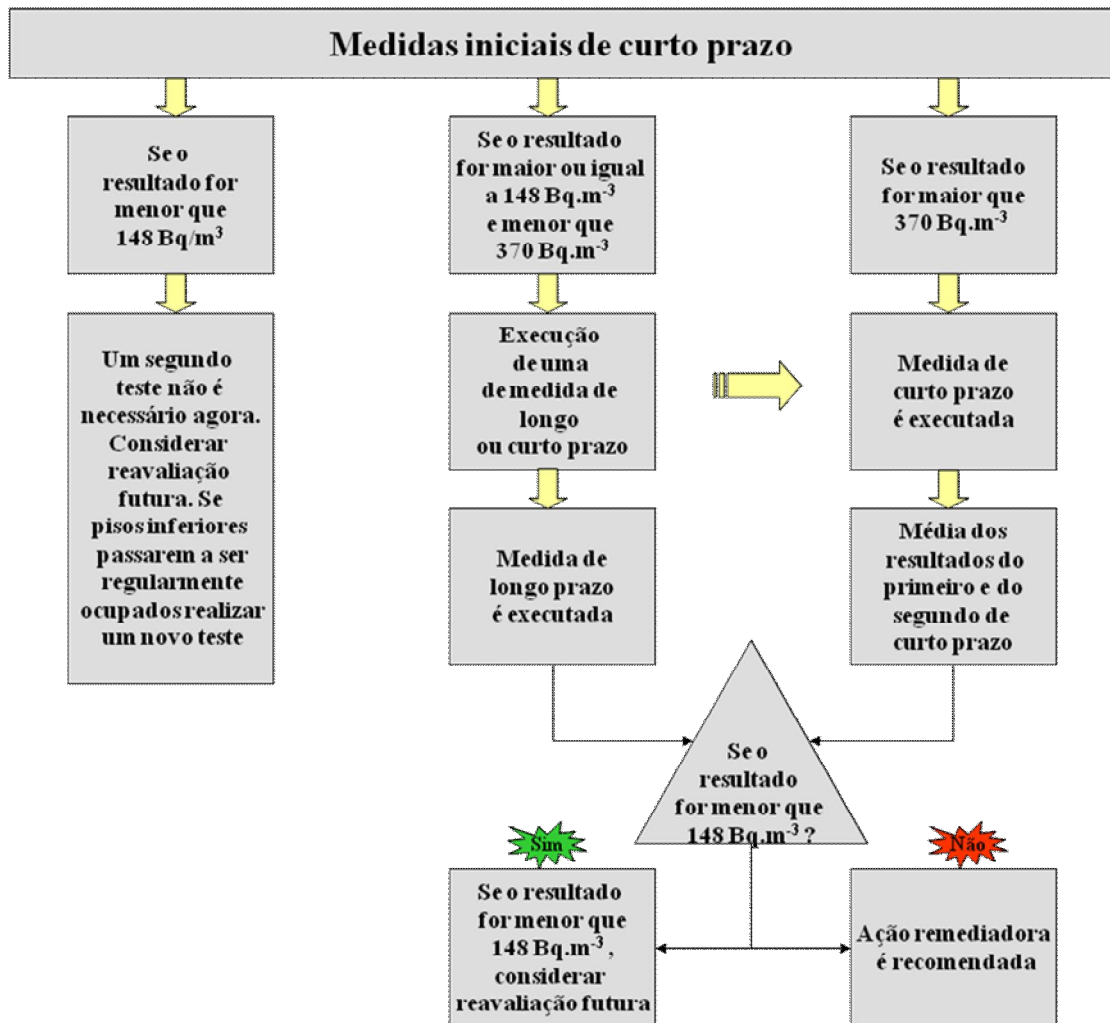 Medidas iniciais de curto prazo
Se o
resultado for
menor que
148 Bq/m³
Se o resultado
for maior ou igual
a 148 Bq.m⁻³
e menor que
370 Bq.m⁻³
Se o resultado
for maior que
370 Bq.m⁻³
Um segundo
teste não é
necessário agora.
Considerar
reavaliação
futura. Se
pisos inferiores
passarem a ser
regularmente
ocupados realizar
um novo teste
Execução
de uma
de medida de
longo
ou curto prazo
Medida de
curto prazo
é executada
Medida de
longo prazo
é executada
Média dos
resultados do
primeiro e do
segundo de
curto prazo
Se o
resultado
for menor que
148 Bq.m⁻³ ?
Sim
Não
Se o resultado
for menor que
148 Bq.m⁻³ ,
considerar
reavaliação futura
Ação remediadora
é recomendada